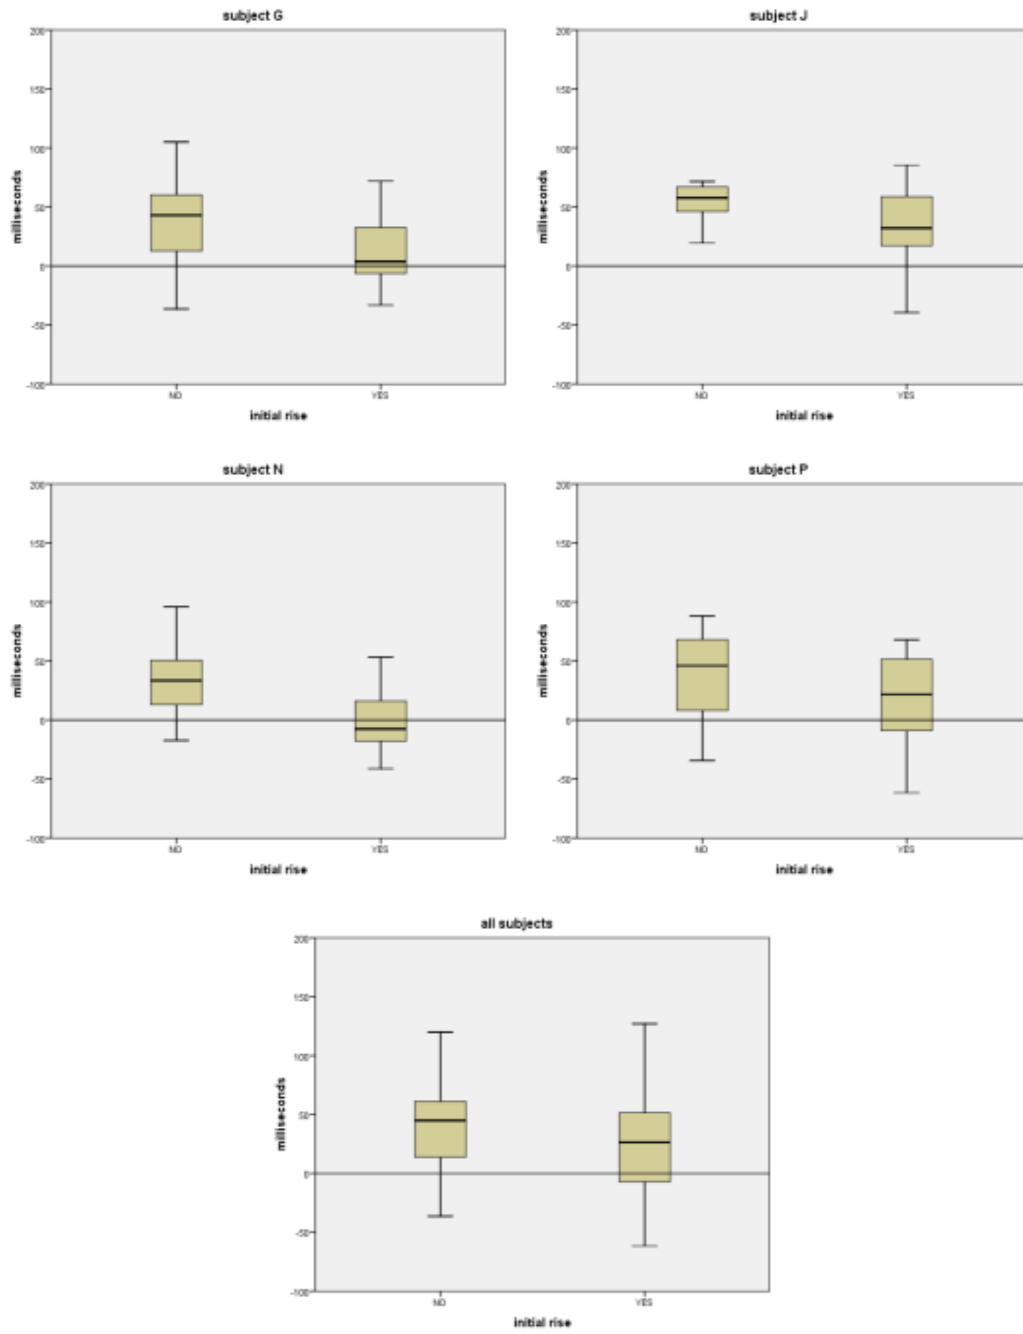 subject G
200
150
100
50
0
-50
-100
milliseconds
NO YES
initial rise
subject J
200
150
100
50
0
-50
-100
milliseconds
NO YES
initial rise
subject N
200
150
100
50
0
-50
-100
milliseconds
NO YES
initial rise
subject P
200
150
100
50
0
-50
-100
milliseconds
NO YES
initial rise
all subjects
200
150
100
50
0
-50
-100
milliseconds
NO YES
initial rise